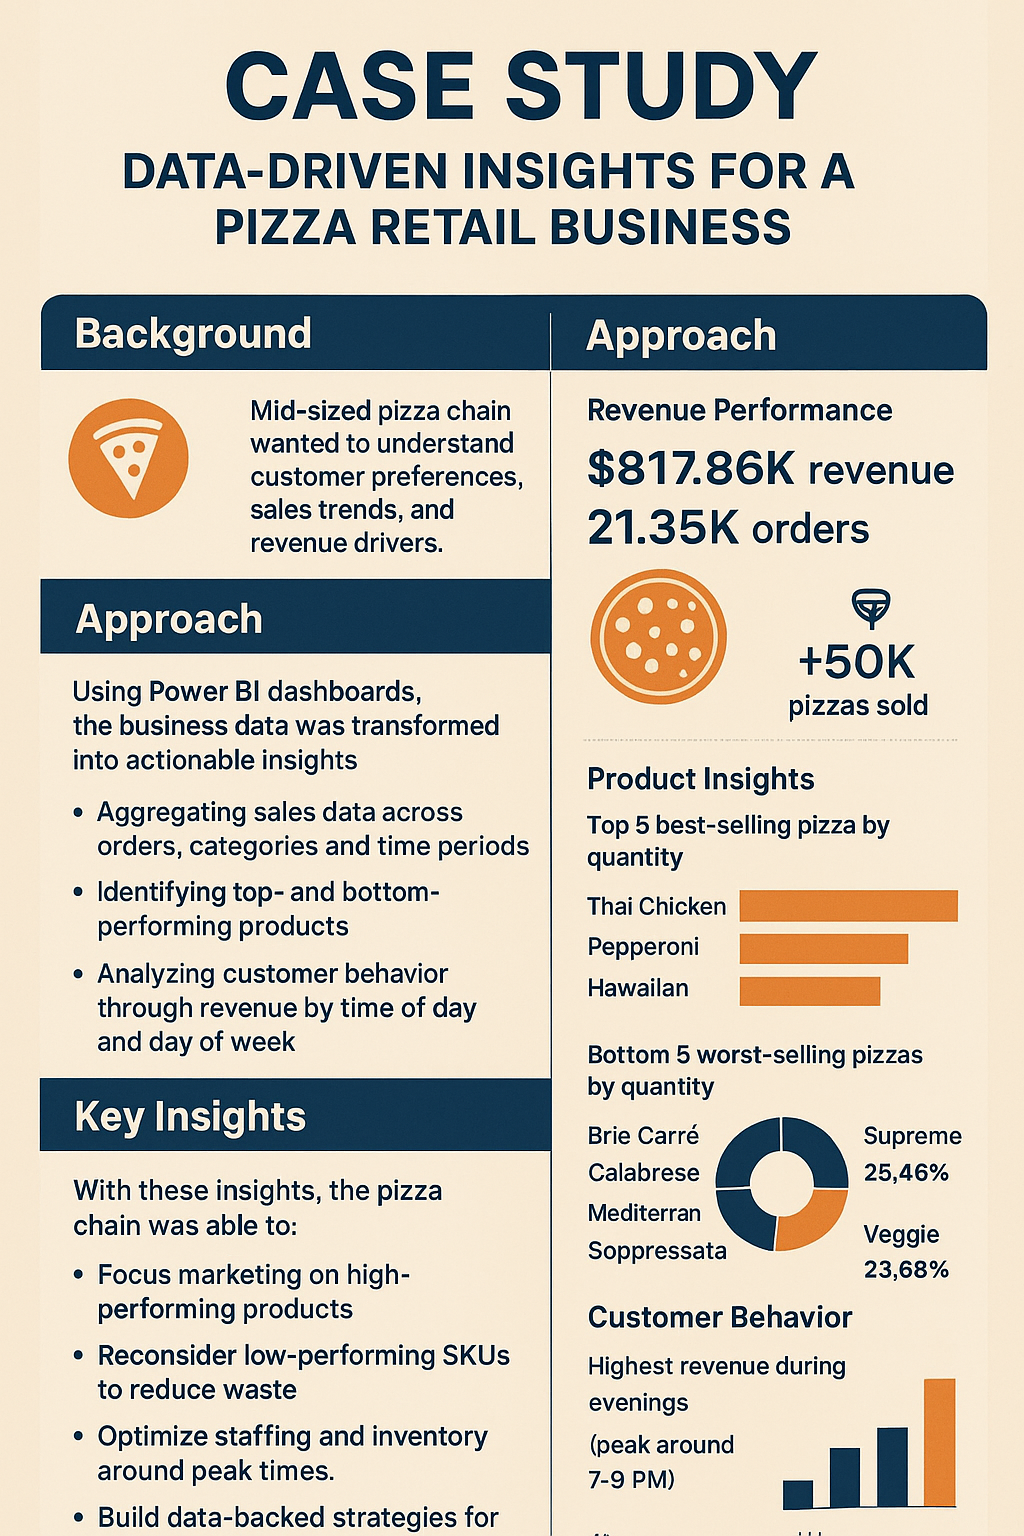 CASE STUDY
DATA-DRIVEN INSIGHTS FOR A
PIZZA RETAIL BUSINESS
Background
Mid-sized pizza chain
wanted to understand
customer preferences,
sales trends, and
revenue drivers.
Approach
Using Power BI dashboards,
the business data was transformed
into actionable insights
• Aggregating sales data across
orders, categories and time periods
• Identifying top- and bottom-
performing products
• Analyzing customer behavior
through revenue by time of day
and day of week
Key Insights
With these insights, the pizza
chain was able to:
• Focus marketing on high-
performing products
• Reconsider low-performing SKUs
to reduce waste
• Optimize staffing and inventory
around peak times.
• Build data-backed strategies for
Approach
Revenue Performance
$817.86K revenue
21.35K orders
+50K
pizzas sold
Product Insights
Top 5 best-selling pizza by
quantity
Thai Chicken
Pepperoni
Hawailan
Bottom 5 worst-selling pizzas
by quantity
Brie Carré
Calabrese
Mediterran
Soppressata
Supreme
25,46%
Veggie
23,68%
Customer Behavior
Highest revenue during
evenings
(peak around
7-9 PM)